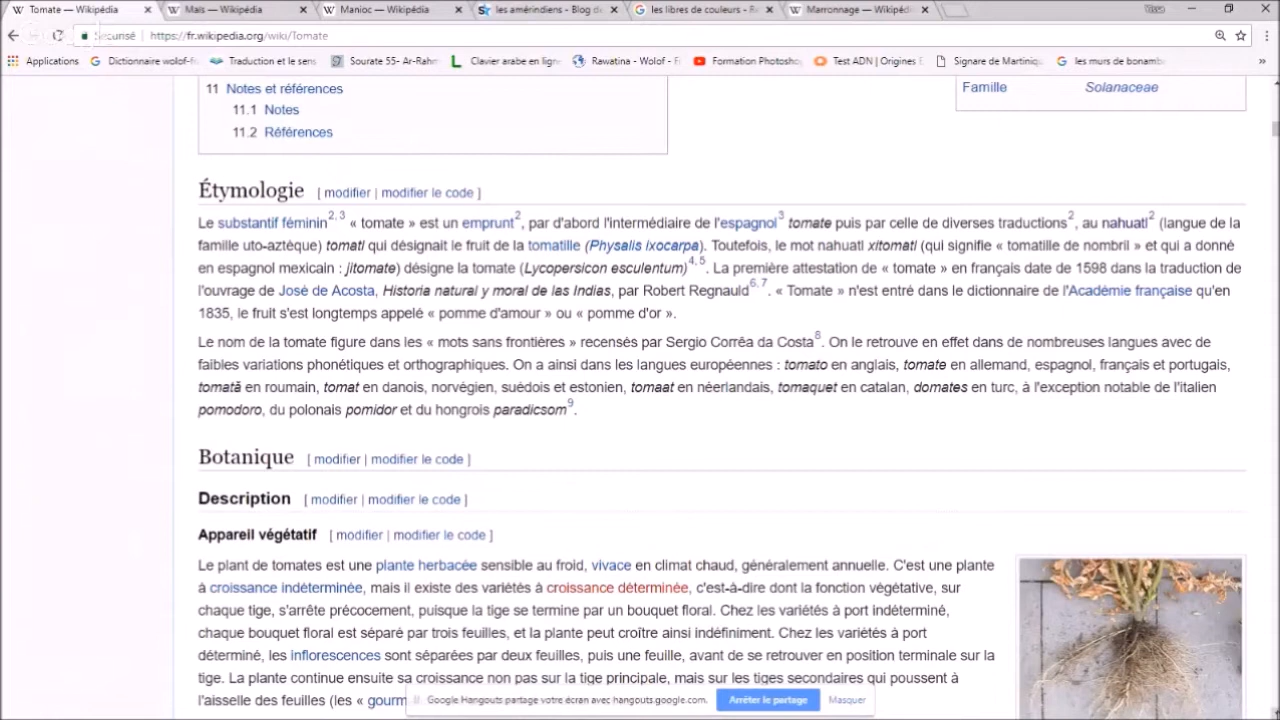 Tomate — Wikipédia
Maïs — Wikipédia
Manioc — Wikipédia
les amérindiens - Blog d
les libres de couleurs - R
Marronnage — Wikipédi
https://fr.wikipedia.org/wiki/Tomate
Applications
Dictionnaire wolof-f
Traduction et le sens
Sourate 55- Ar-Rahm
Clavier arabe en lign
Rawatina - Wolof - F
Formation Photosho
Test ADN | Origines E
Signare de Martiniq
les murs de bonamb
»
11 Notes et références
11.1 Notes
11.2 Références
Famille Solanaceae
Étymologie [ modifier | modifier le code ]
Le substantif féminin2, 3 « tomate » est un emprunt2, par d'abord l'intermédiaire de l'espagnol3 tomate puis par celle de diverses traductions2, au nahuatl2 (langue de la
famille uto-aztèque) tomatl qui désignait le fruit de la tomatille (Physalis ixocarpa). Toutefois, le mot nahuatl xitomatl (qui signifie « tomatille de nombril » et qui a donné
en espagnol mexicain : jitomate) désigne la tomate (Lycopersicon esculentum)4, 5. La première attestation de « tomate » en français date de 1598 dans la traduction de
l'ouvrage de José de Acosta, Historia natural y moral de las Indias, par Robert Regnauld6, 7. « Tomate » n'est entré dans le dictionnaire de l'Académie française qu'en
1835, le fruit s'est longtemps appelé « pomme d'amour » ou « pomme d'or ».
Le nom de la tomate figure dans les « mots sans frontières » recensés par Sergio Corrêa da Costa8. On le retrouve en effet dans de nombreuses langues avec de
faibles variations phonétiques et orthographiques. On a ainsi dans les langues européennes : tomato en anglais, tomate en allemand, espagnol, français et portugais,
tomată en roumain, tomat en danois, norvégien, suédois et estonien, tomaat en néerlandais, tomaquet en catalan, domates en turc, à l'exception notable de l'italien
pomodoro, du polonais pomidor et du hongrois paradicsom9.
Botanique [ modifier | modifier le code ]
Description [ modifier | modifier le code ]
Appareil végétatif [ modifier | modifier le code ]
Le plant de tomates est une plante herbacée sensible au froid, vivace en climat chaud, généralement annuelle. C'est une plante
à croissance indéterminée, mais il existe des variétés à croissance déterminée, c'est-à-dire dont la fonction végétative, sur
chaque tige, s'arrête précocement, puisque la tige se termine par un bouquet floral. Chez les variétés à port indéterminé,
chaque bouquet floral est séparé par trois feuilles, et la plante peut croître ainsi indéfiniment. Chez les variétés à port
déterminé, les inflorescences sont séparées par deux feuilles, puis une feuille, avant de se retrouver en position terminale sur la
tige. La plante continue ensuite sa croissance non pas sur la tige principale, mais sur les tiges secondaires qui poussent à
l'aisselle des feuilles (les « gourm
Google Hangouts partage votre écran avec hangouts.google.com.
Arrêter le partage
Masquer